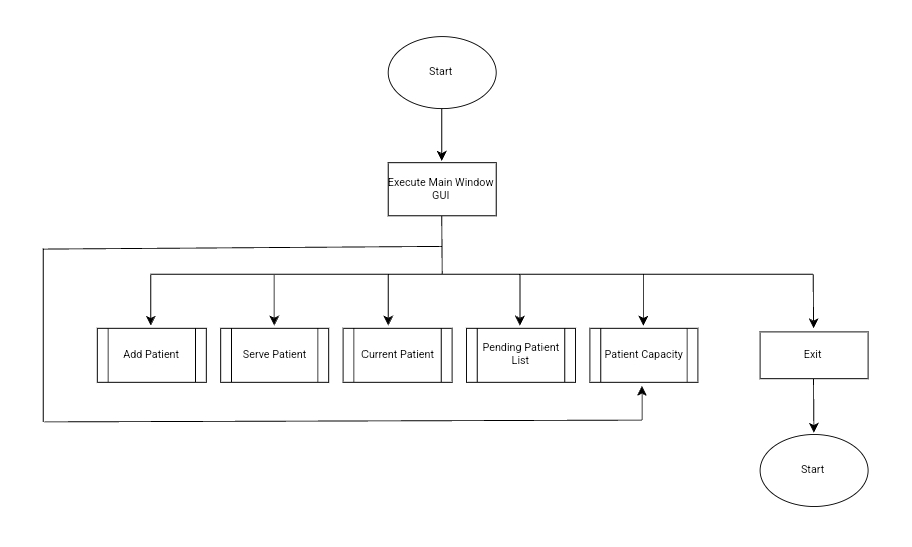 Start
Execute Main Window
GUI
Add Patient
Serve Patient
Current Patient
Pending Patient
List
Patient Capacity
Exit
Start